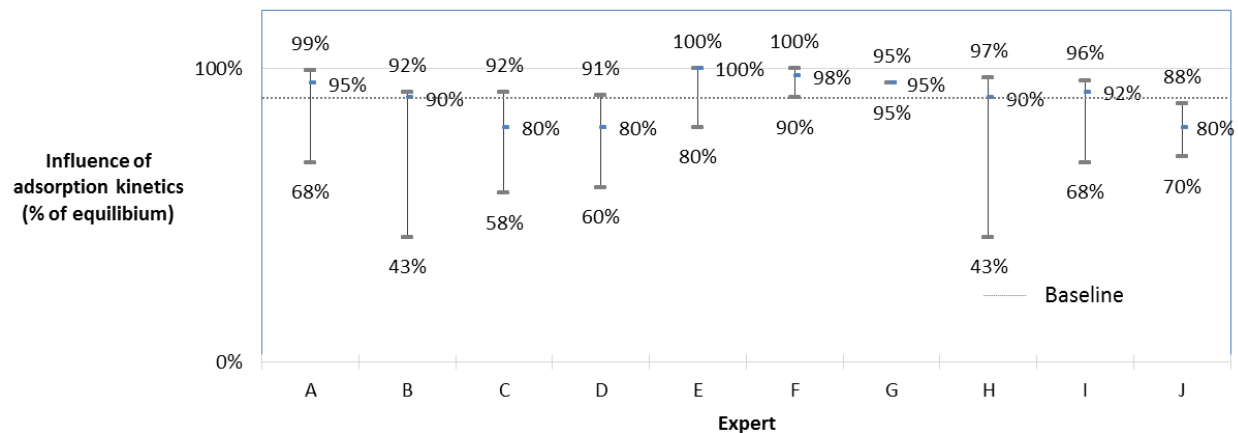 99%
92%
92%
91%
100%
100%
95%
97%
96%
88%
100%
95%
90%
80%
80%
100%
98%
95%
90%
92%
80%
Influence of
adsorption kinetics
(% of equilibium)
68%
43%
58%
60%
80%
90%
95%
43%
68%
70%
Baseline
0%
A
B
C
D
E
F
G
H
I
J
Expert